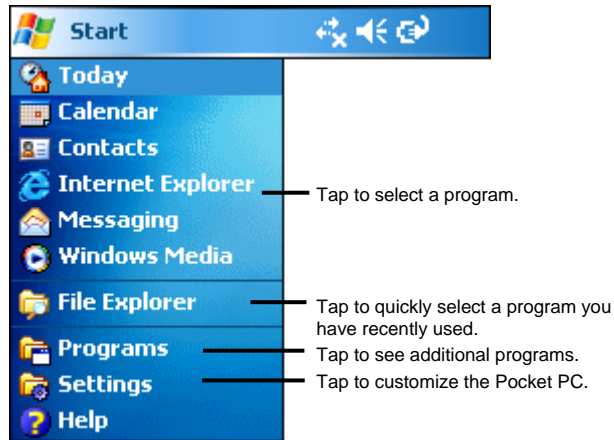 Start
Today
Calendar
Contacts
Internet Explorer
Tap to select a program.
Messaging
Windows Media
File Explorer
Tap to quickly select a program you
have recently used.
Programs
Tap to see additional programs.
Settings
Tap to customize the Pocket PC.
Help